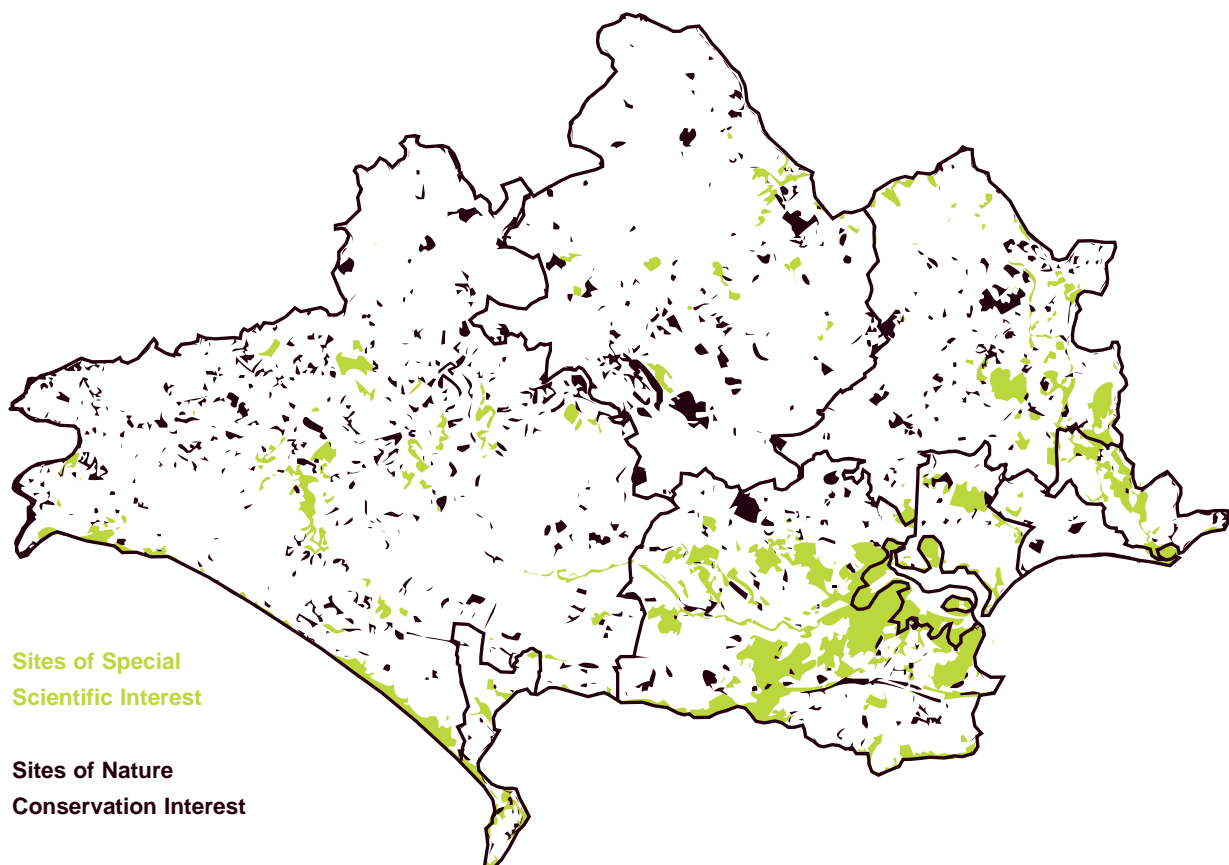 Sites of Special
Scientific Interest
Sites of Nature
Conservation Interest